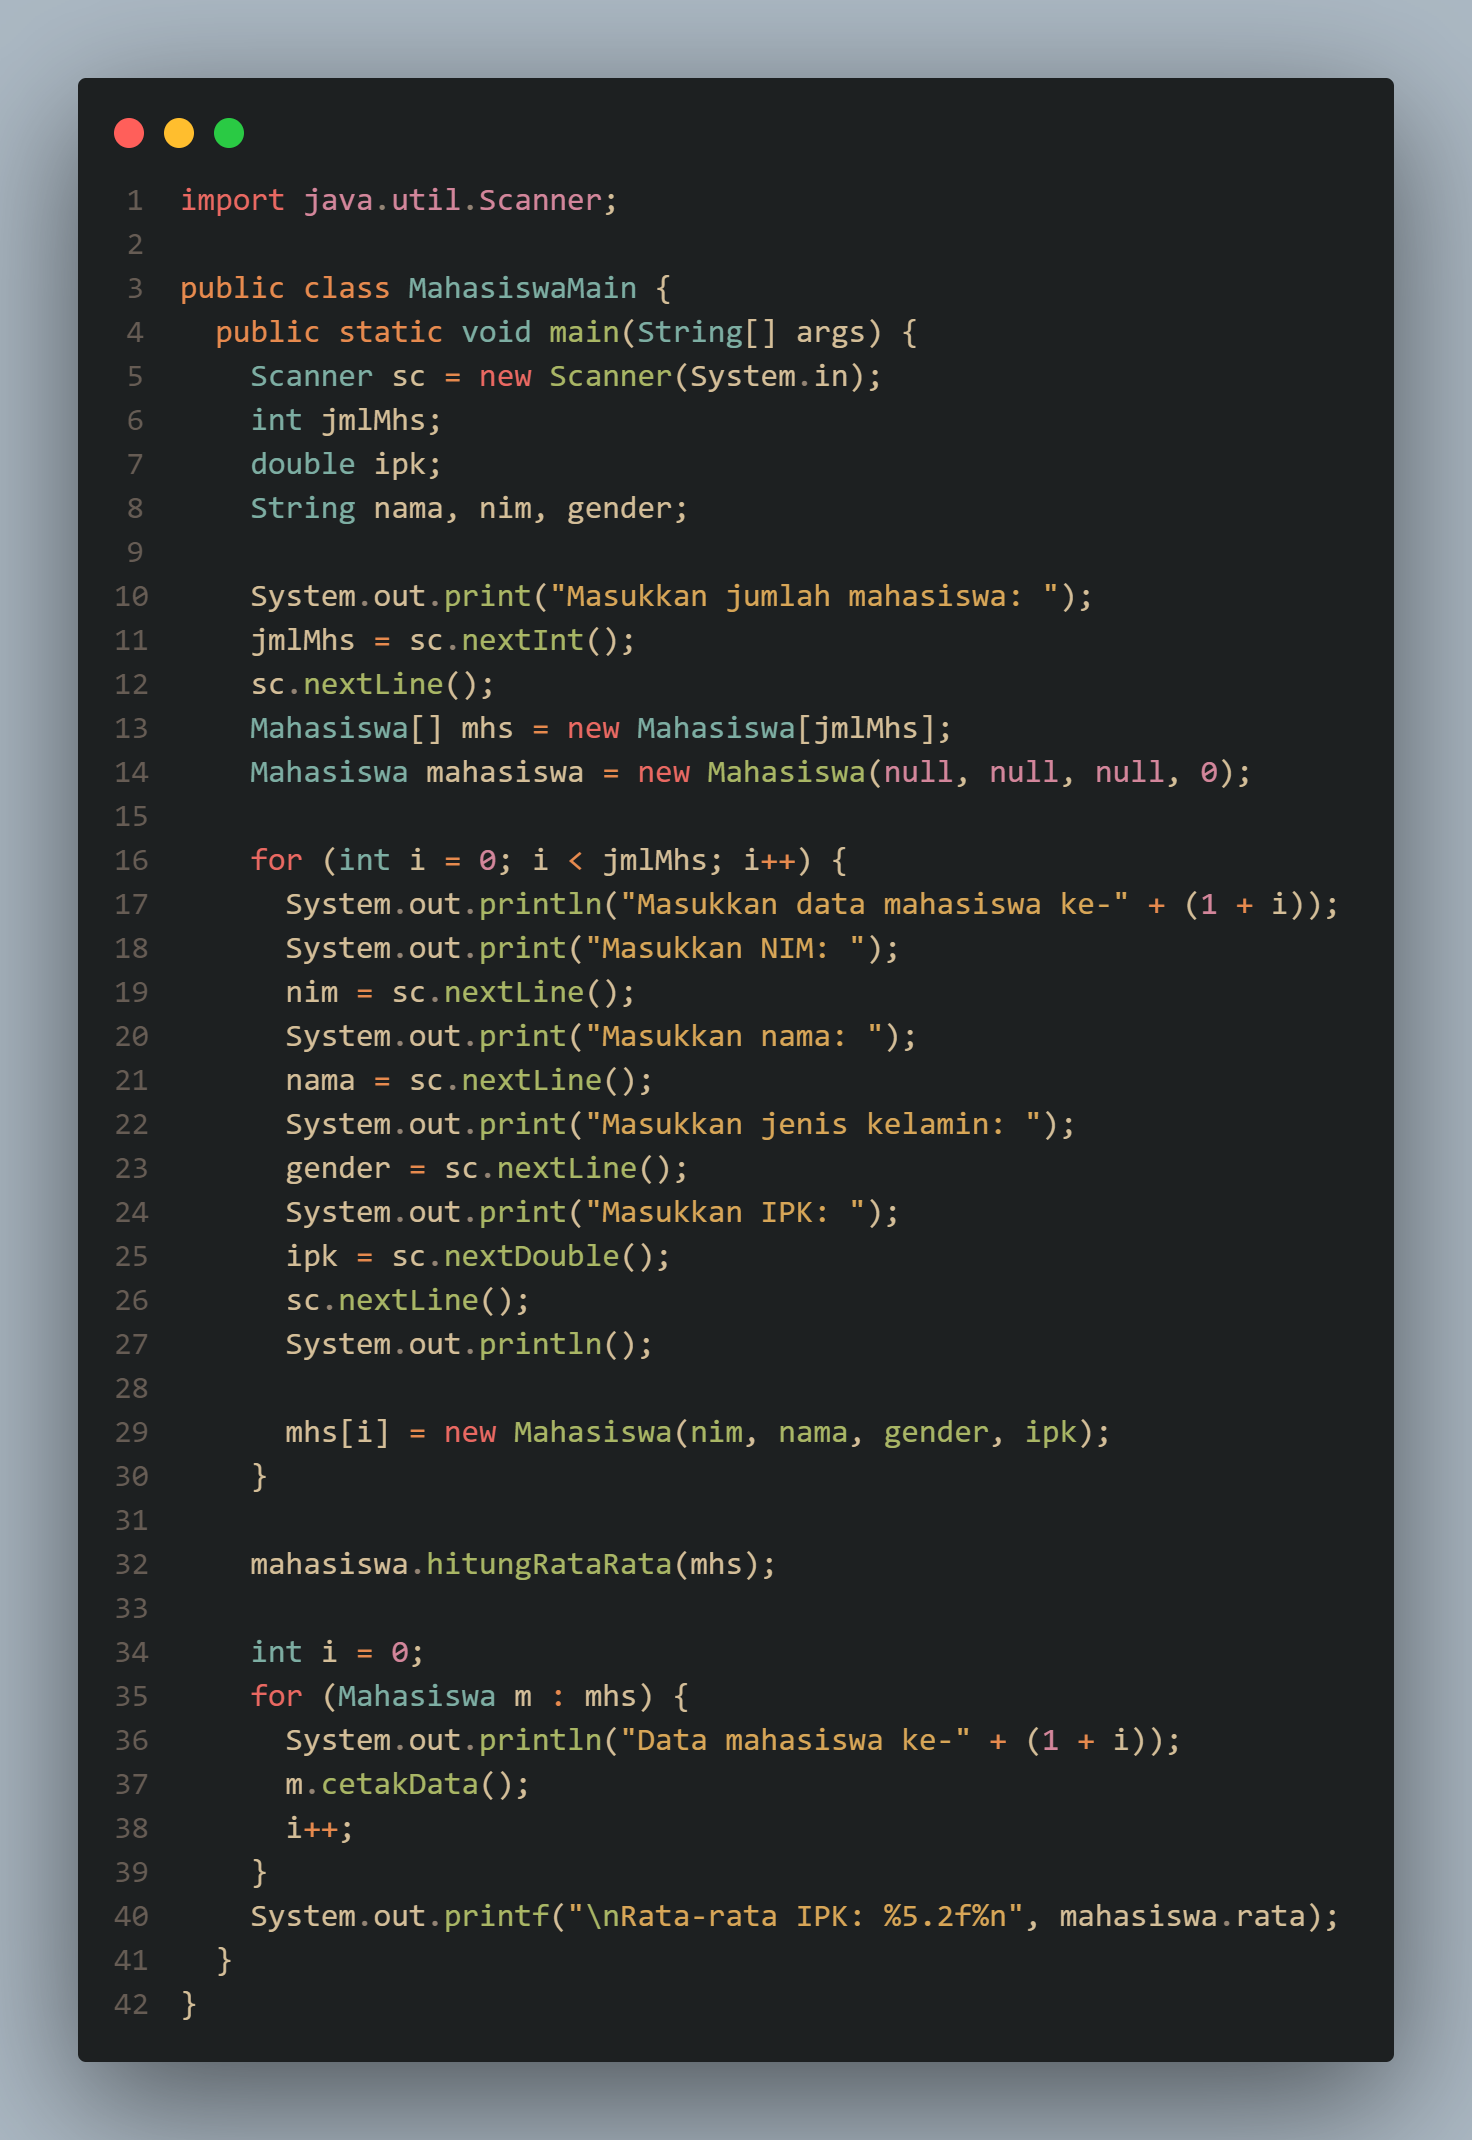 1 import java.util.Scanner;
2
3 public class MahasiswaMain {
4   public static void main(String[] args) {
5     Scanner sc = new Scanner(System.in);
6     int jmlMhs;
7     double ipk;
8     String nama, nim, gender;
9
10     System.out.print("Masukkan jumlah mahasiswa: ");
11     jmlMhs = sc.nextInt();
12     sc.nextLine();
13     Mahasiswa[] mhs = new Mahasiswa[jmlMhs];
14     Mahasiswa mahasiswa = new Mahasiswa(null, null, null, 0);
15
16     for (int i = 0; i < jmlMhs; i++) {
17       System.out.println("Masukkan data mahasiswa ke-" + (1 + i));
18       System.out.print("Masukkan NIM: ");
19       nim = sc.nextLine();
20       System.out.print("Masukkan nama: ");
21       nama = sc.nextLine();
22       System.out.print("Masukkan jenis kelamin: ");
23       gender = sc.nextLine();
24       System.out.print("Masukkan IPK: ");
25       ipk = sc.nextDouble();
26       sc.nextLine();
27       System.out.println();
28
29       mhs[i] = new Mahasiswa(nim, nama, gender, ipk);
30     }
31
32     mahasiswa.hitungRataRata(mhs);
33
34     int i = 0;
35     for (Mahasiswa m : mhs) {
36       System.out.println("Data mahasiswa ke-" + (1 + i));
37       m.cetakData();
38       i++;
39     }
40     System.out.printf("\nRata-rata IPK: %5.2f%n", mahasiswa.rata);
41   }
42 }